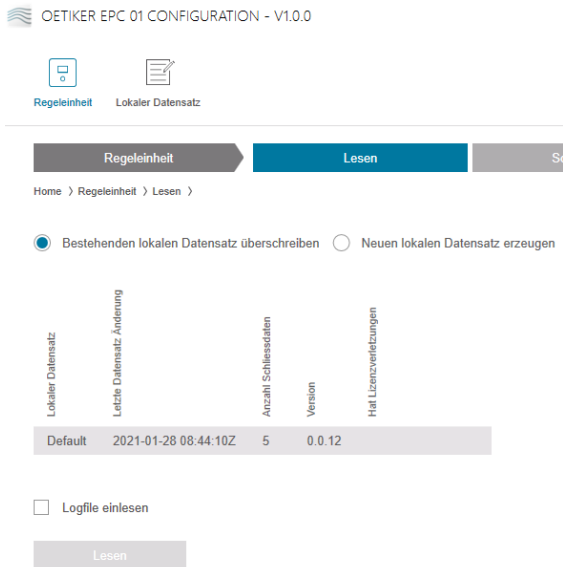 OETIKER EPC 01 CONFIGURATION - V1.0.0
Regeleinheit Lokaler Datensatz
Regeleinheit Lesen
Home > Regeleinheit > Lesen >
Bestehenden lokalen Datensatz überschreiben Neuen lokalen Datensatz erzeugen
Lokaler Datensatz
Letzte Datensatz Änderung
Anzahl Schliessdaten
Version
Hat Lizenzverletzungen
Default 2021-01-28 08:44:10Z 5 0.0.12
Logfile einlesen
Lesen